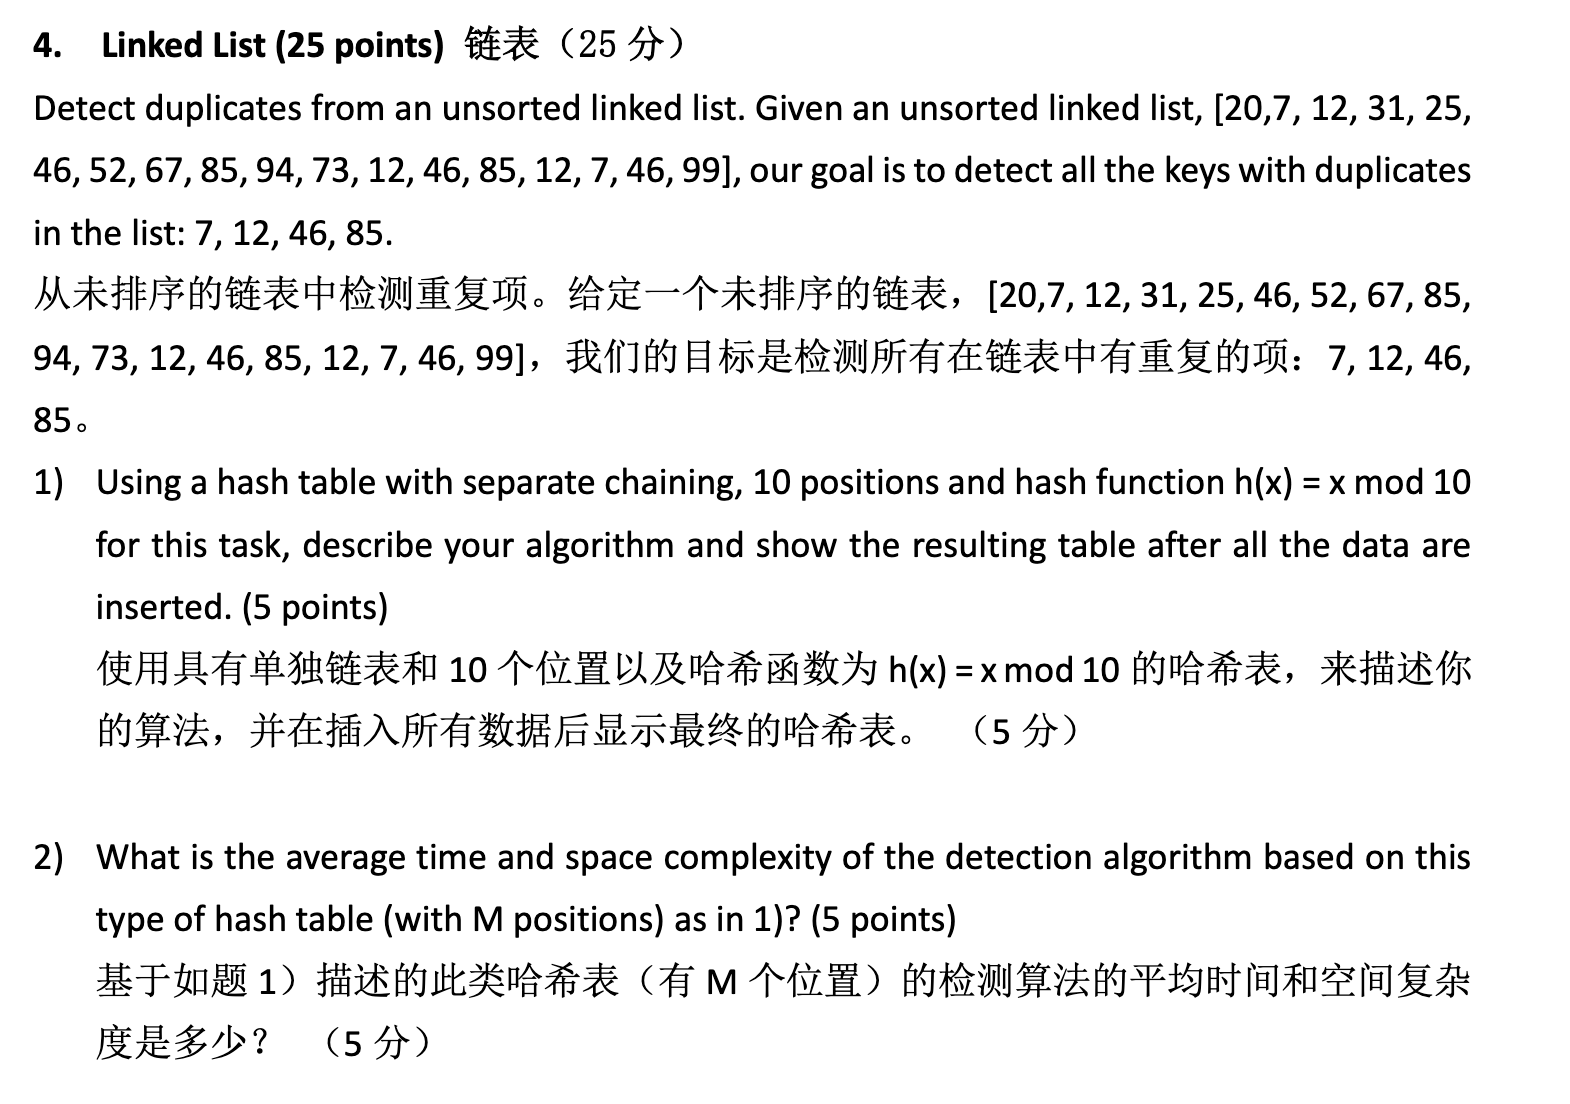 4. Linked List (25 points) 链表（25 分）
Detect duplicates from an unsorted linked list. Given an unsorted linked list, [20,7, 12, 31, 25,
46, 52, 67, 85, 94, 73, 12, 46, 85, 12, 7, 46, 99], our goal is to detect all the keys with duplicates
in the list: 7, 12, 46, 85.
从未排序的链表中检测重复项。给定一个未排序的链表，[20,7, 12, 31, 25, 46, 52, 67, 85,
94, 73, 12, 46, 85, 12, 7, 46, 99]，我们的目标是检测所有在链表中有重复的项：7, 12, 46,
85。
1) Using a hash table with separate chaining, 10 positions and hash function h(x) = x mod 10
for this task, describe your algorithm and show the resulting table after all the data are
inserted. (5 points)
使用具有单独链表和 10 个位置以及哈希函数为 h(x) = x mod 10 的哈希表，来描述你
的算法，并在插入所有数据后显示最终的哈希表。 （5 分）
2) What is the average time and space complexity of the detection algorithm based on this
type of hash table (with M positions) as in 1)? (5 points)
基于如题 1）描述的此类哈希表（有 M 个位置）的检测算法的平均时间和空间复杂
度是多少？ （5 分）